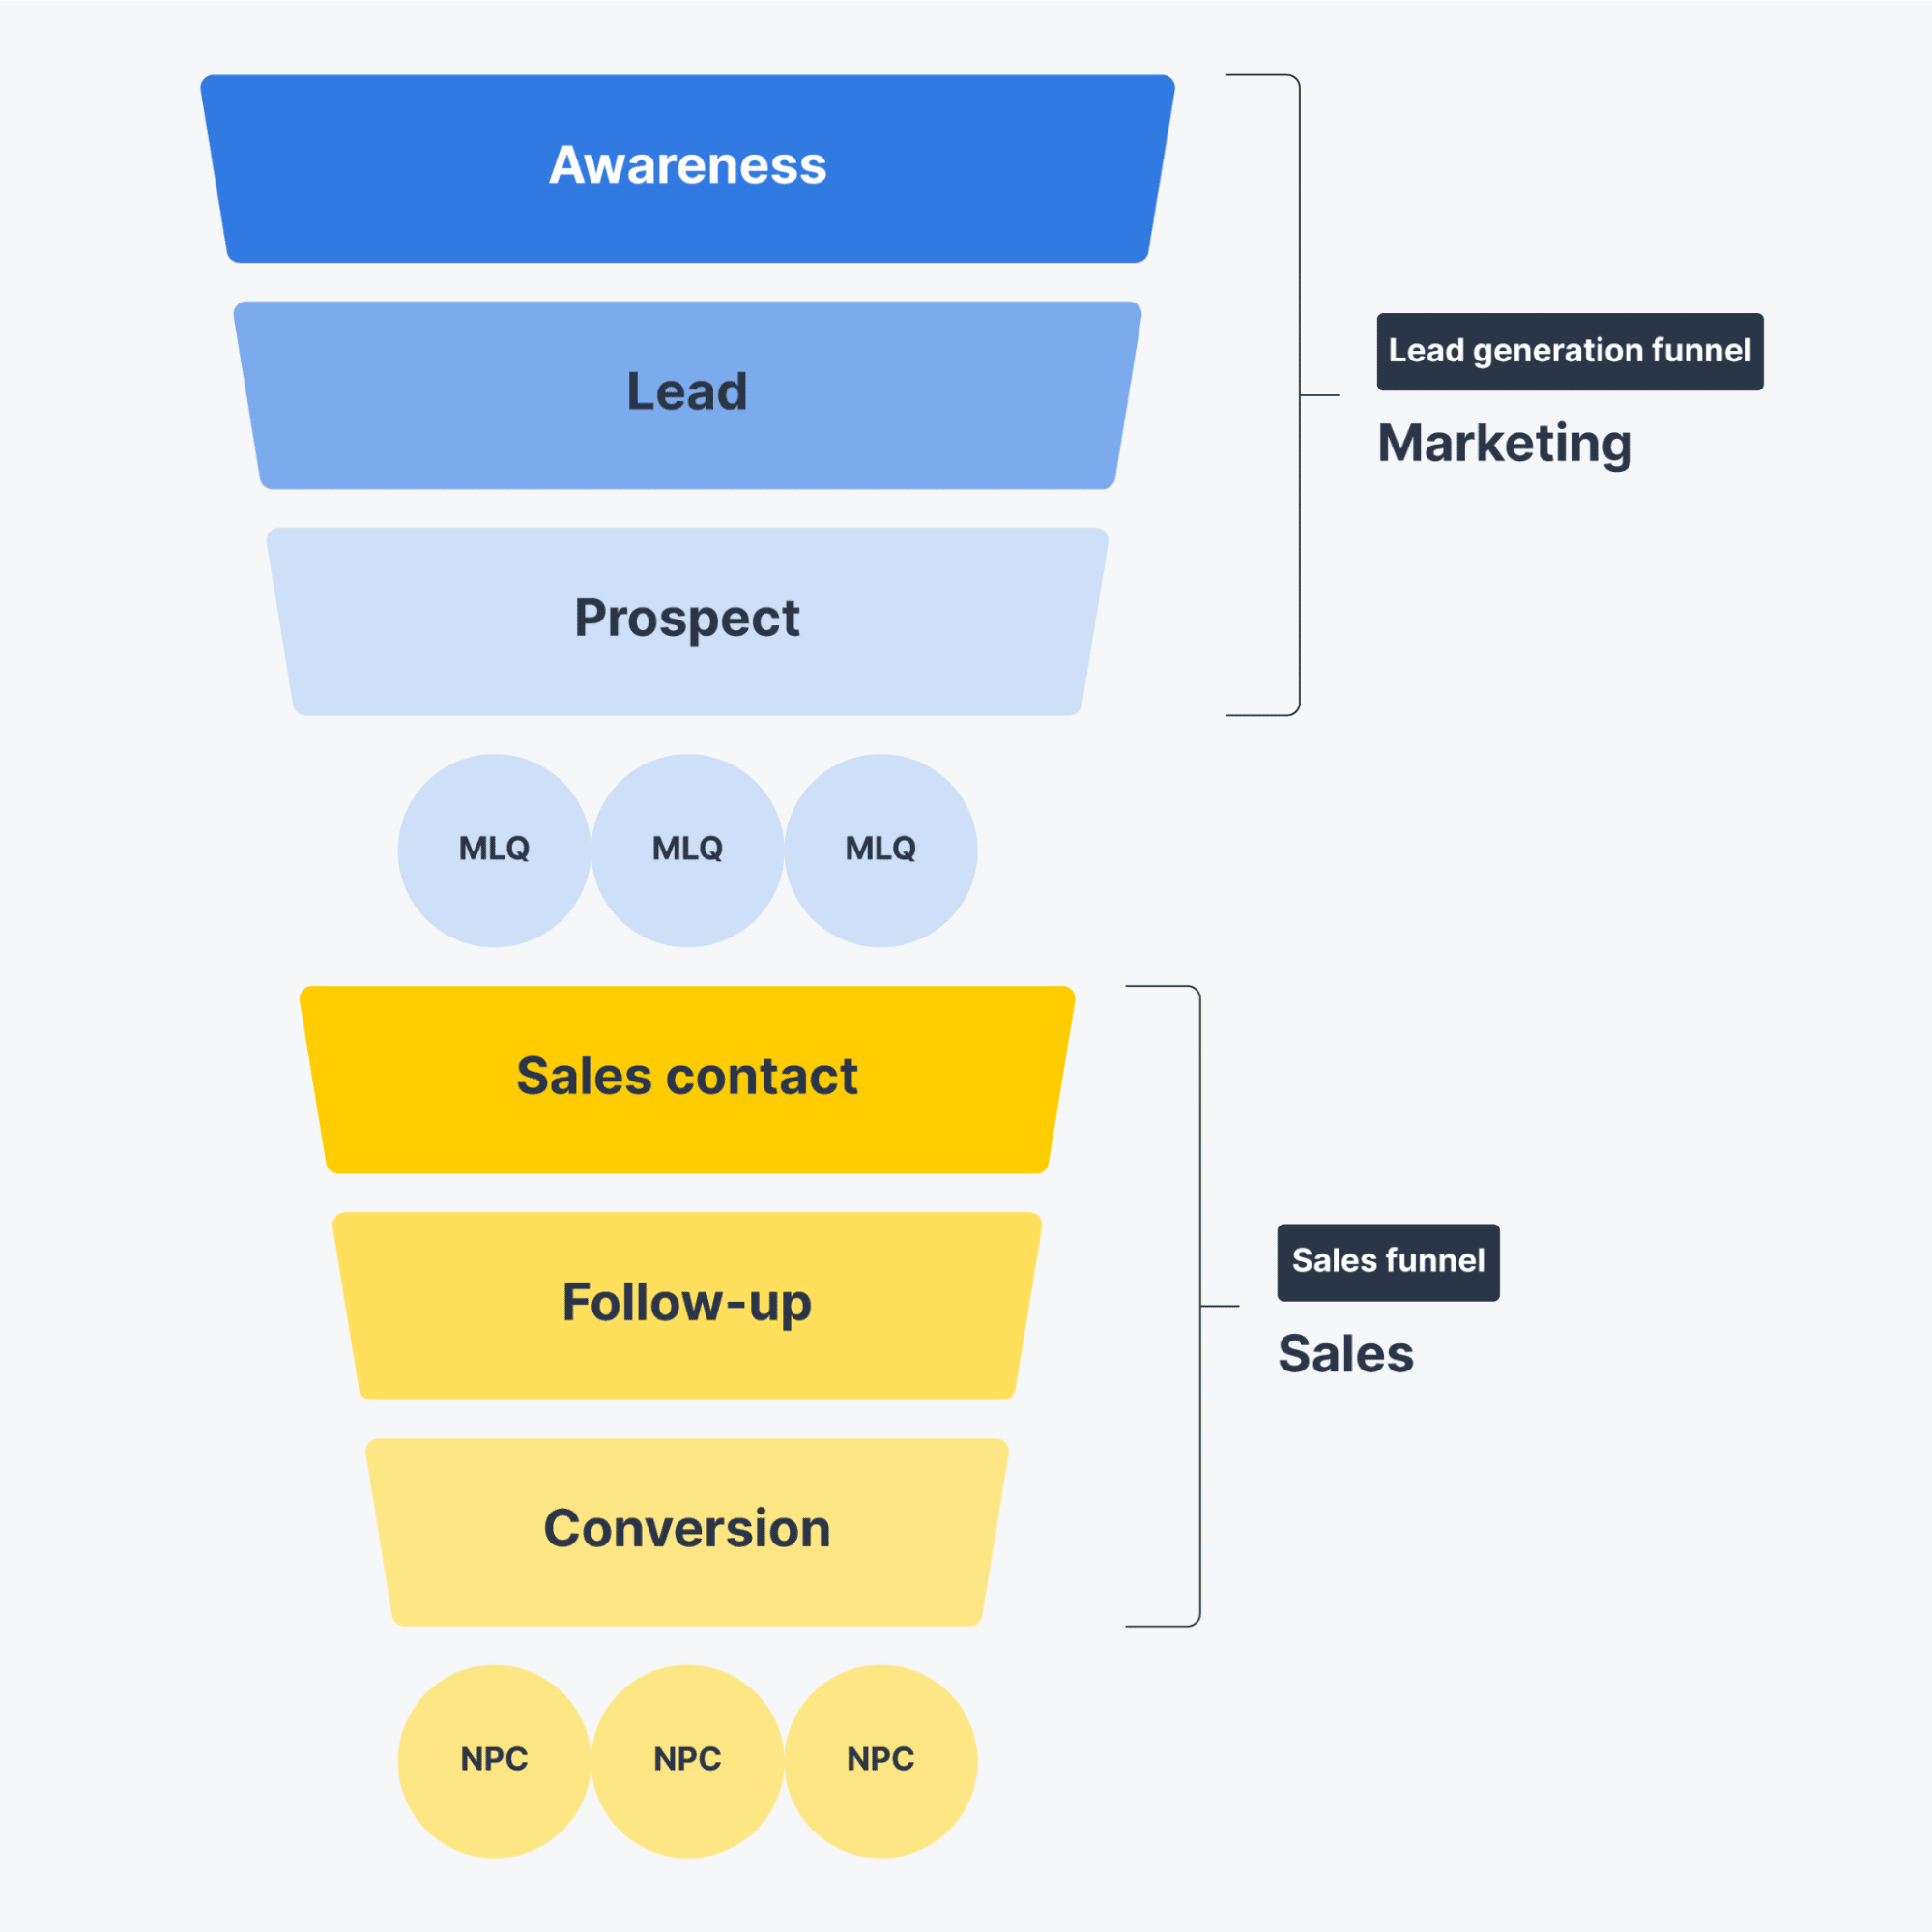 Awareness
Lead
Prospect
Lead generation funnel
Marketing
MLQ MLQ MLQ
Sales contact
Follow-up
Conversion
Sales funnel
Sales
NPC NPC NPC